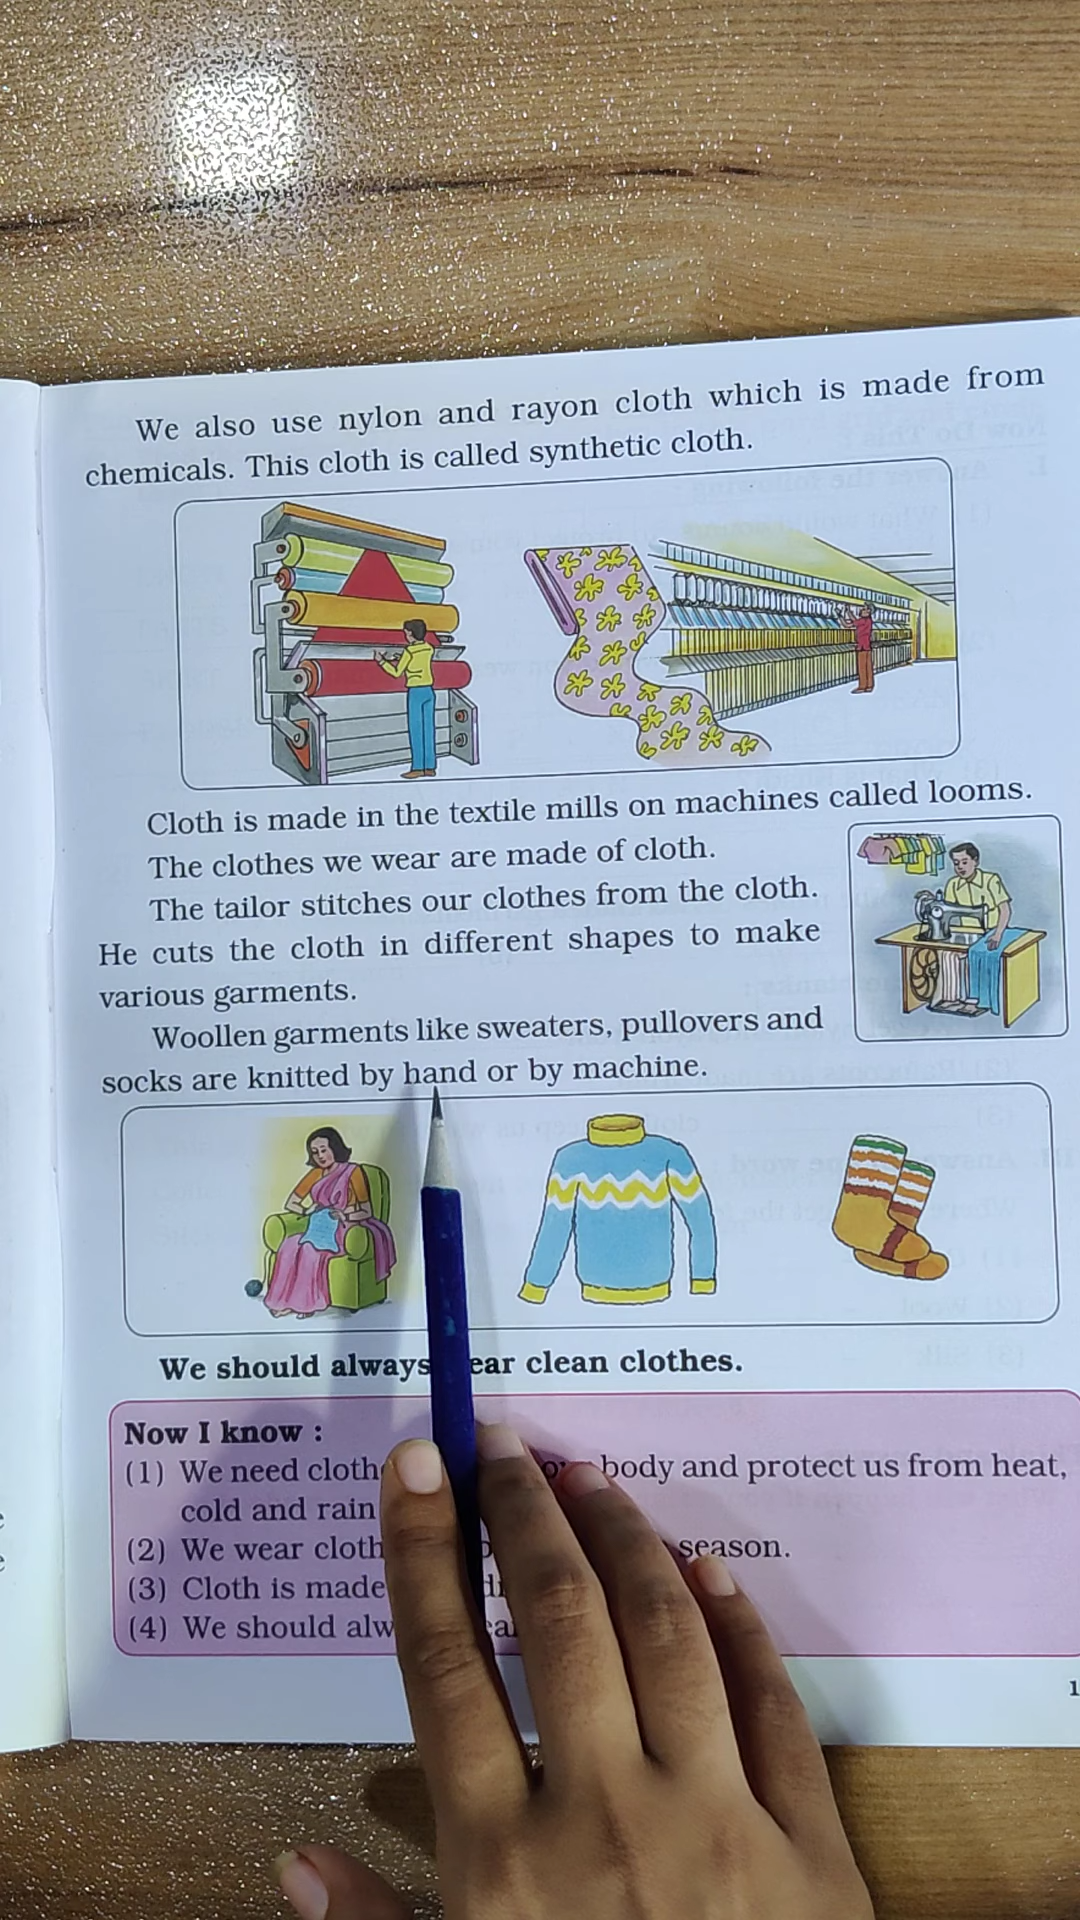 We also use nylon and rayon cloth which is made from
chemicals. This cloth is called synthetic cloth.
Cloth is made in the textile mills on machines called looms.
The clothes we wear are made of cloth.
The tailor stitches our clothes from the cloth.
He cuts the cloth in different shapes to make
various garments.
Woollen garments like sweaters, pullovers and
socks are knitted by hand or by machine.
We should always clean clothes.
Now I know :
(1) We need body and protect us from heat,
cold and rain
(2) We wear season.
(3) Cloth is made
(4) We should